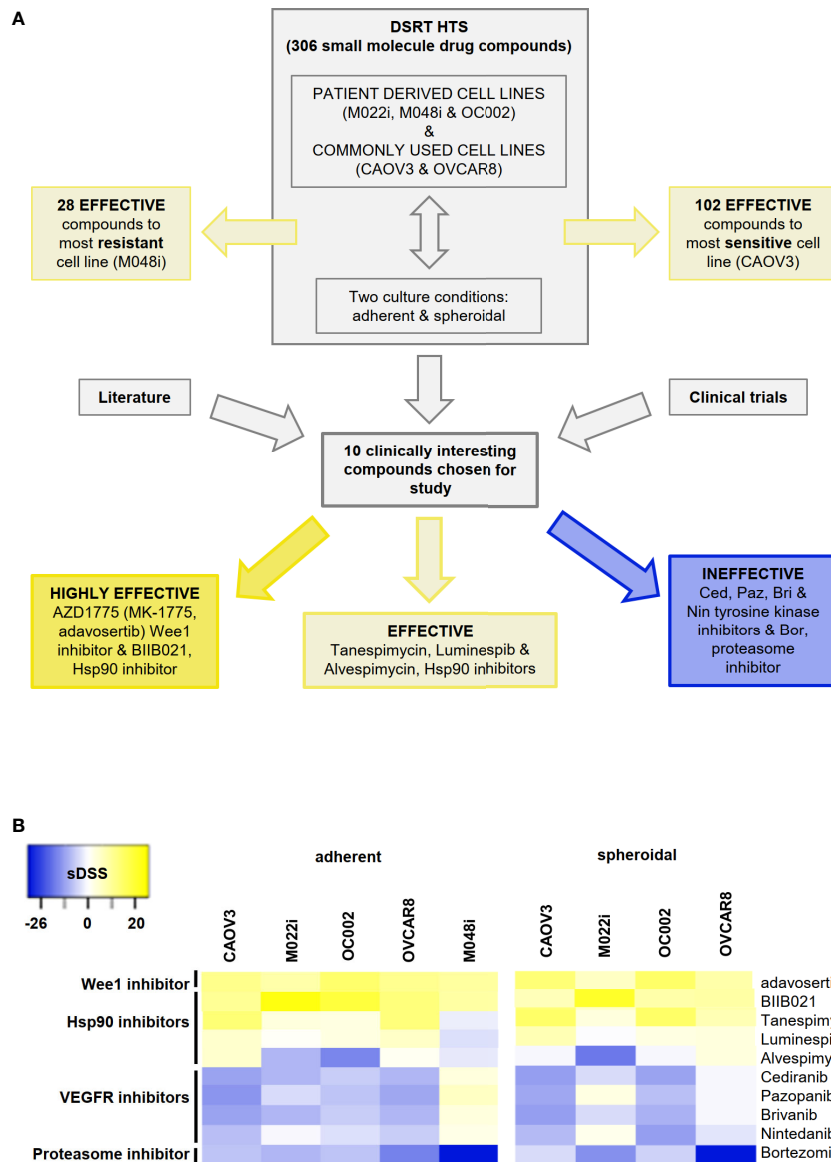 A
DSRT HTS
(306 small molecule drug compounds)
PATIENT DERIVED CELL LINES
(M022i, M048i & OC002)
&
COMMONLY USED CELL LINES
(CAOV3 & OVCAR8)
28 EFFECTIVE
compounds to
most resistant
cell line (M048i)
102 EFFECTIVE
compounds to
most sensitive cell
line (CAOV3)
Two culture conditions:
adherent & spheroidal
Literature
Clinical trials
10 clinically interesting
compounds chosen for
study
HIGHLY EFFECTIVE
AZD1775 (MK-1775,
adavosertib) Wee1
inhibitor & BIIB021,
Hsp90 inhibitor
EFFECTIVE
Tanespimycin, Luminespib &
Alvespimycin, Hsp90 inhibitors
INEFFECTIVE
Ced, Paz, Bri &
Nin tyrosine kinase
inhibitors & Bor,
proteasome
inhibitor
B
sDSS
-26 0 20
adherent
spheroidal
CAOV3
M022i
OC002
OVCAR8
M048i
CAOV3
M022i
OC002
OVCAR8
Wee1 inhibitor
Hsp90 inhibitors
VEGFR inhibitors
Proteasome inhibitor
adavoserti
BIIB021
Tanespimy
Luminespi
Alvespimy
Cediranib
Pazopanib
Brivanib
Nintedanib
Bortezomi